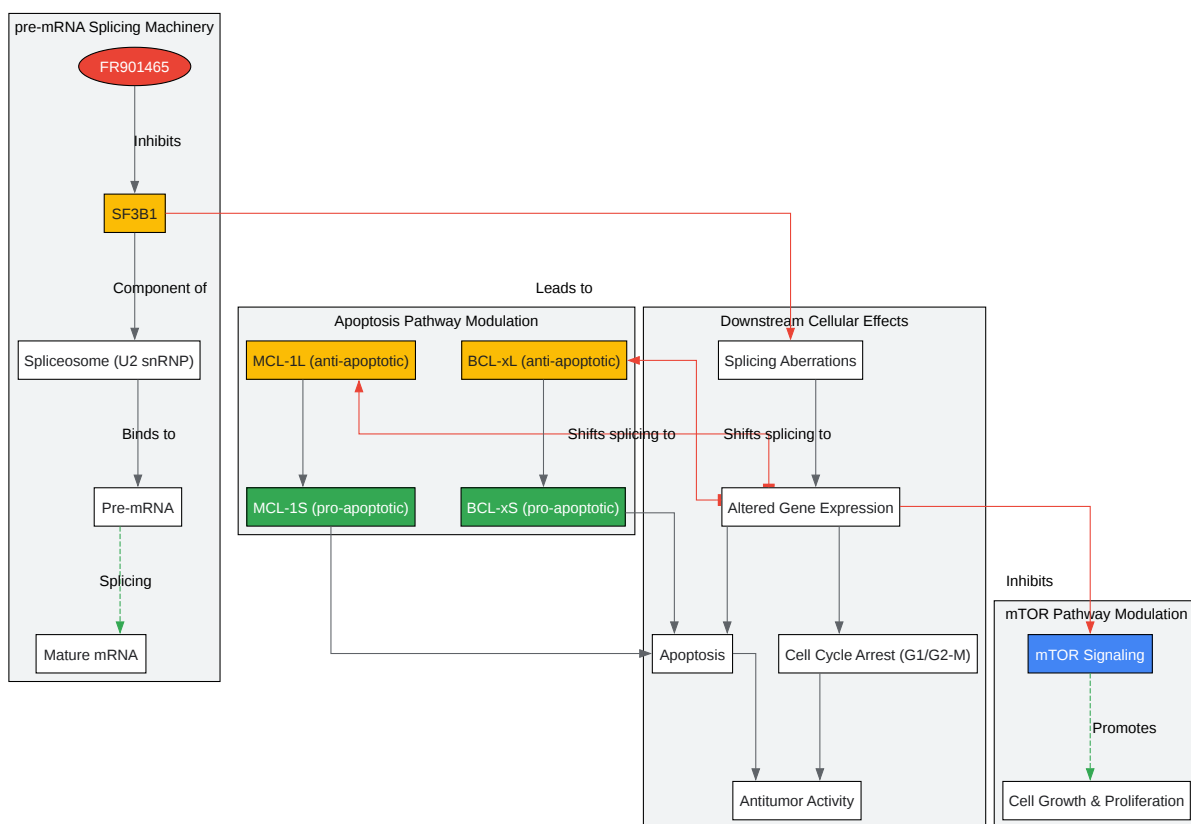 pre-mRNA Splicing Machinery
FR901465
Inhibits
SF3B1
Component of
Leads to
Apoptosis Pathway Modulation
Downstream Cellular Effects
Spliceosome (U2 snRNP)
MCL-1L (anti-apoptotic)
BCL-xL (anti-apoptotic)
Splicing Aberrations
Binds to
Shifts splicing to
Shifts splicing to
Pre-mRNA
MCL-1S (pro-apoptotic)
BCL-xS (pro-apoptotic)
Altered Gene Expression
Splicing
Inhibits
mTOR Pathway Modulation
Mature mRNA
Apoptosis
Cell Cycle Arrest (G1/G2-M)
mTOR Signaling
Promotes
Antitumor Activity
Cell Growth & Proliferation